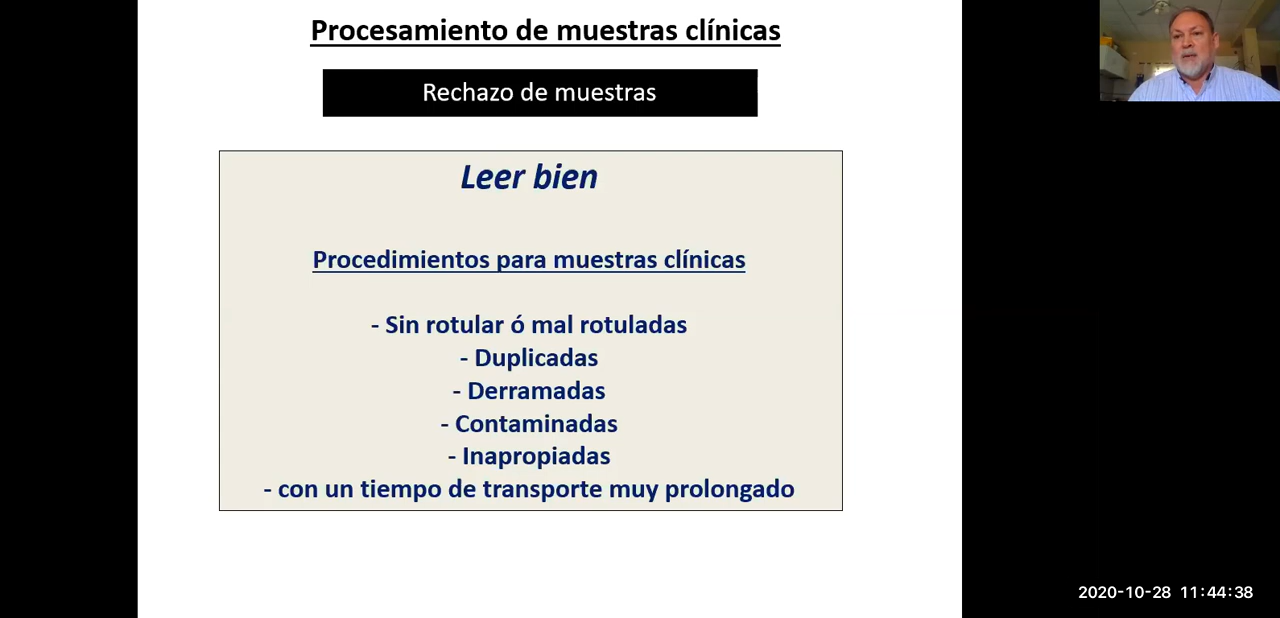 Procesamiento de muestras clínicas
Rechazo de muestras
Leer bien
Procedimientos para muestras clínicas
- Sin rotular ó mal rotuladas
- Duplicadas
- Derramadas
- Contaminadas
- Inapropiadas
- con un tiempo de transporte muy prolongado
2020-10-28 11:44:38